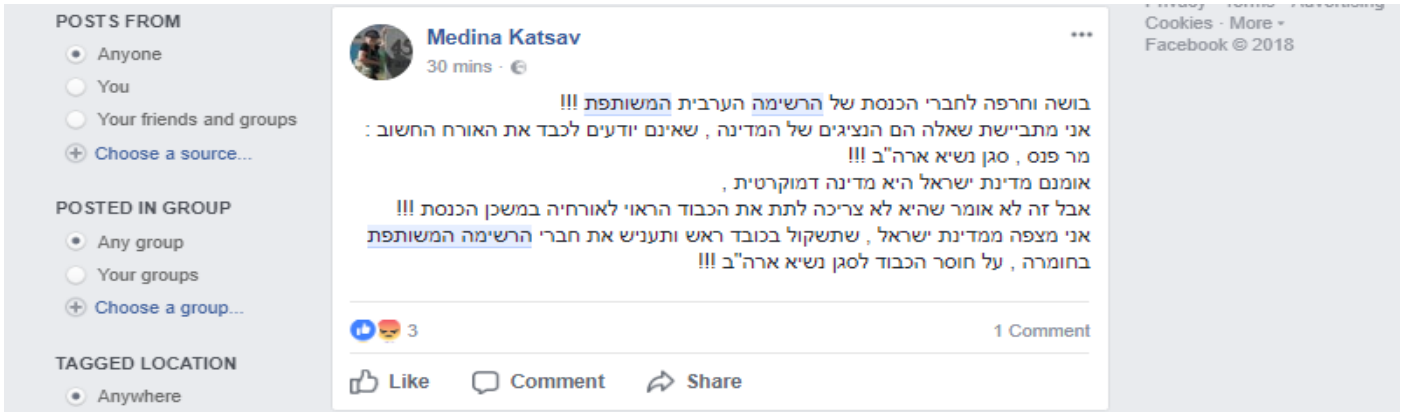 POSTS FROM
Anyone
You
Your friends and groups
Choose a source...
POSTED IN GROUP
Any group
Your groups
Choose a group...
TAGGED LOCATION
Anywhere
Medina Katsav
30 mins ·
בושה וחרפה לחברי הכנסת של הרשימה הערבית המשותפת !!!
אני מתביישת שאלה הם הנציגים של המדינה , שאינם יודעים לכבד את האורח החשוב :
מר פנס , סגן נשיא ארה"ב !!!
אומנם מדינת ישראל היא מדינה דמוקרטית ,
אבל זה לא אומר שהיא לא צריכה לתת את הכבוד הראוי לאורחיה במשכן הכנסת !!!
אני מצפה ממדינת ישראל , שתשקול בכובד ראש ותעניש את חברי הרשימה המשותפת
בחומרה , על חוסר הכבוד לסגן נשיא ארה"ב !!!
3
1 Comment
Like
Comment
Share
Privacy · Terms · Advertising
Cookies · More
Facebook © 2018